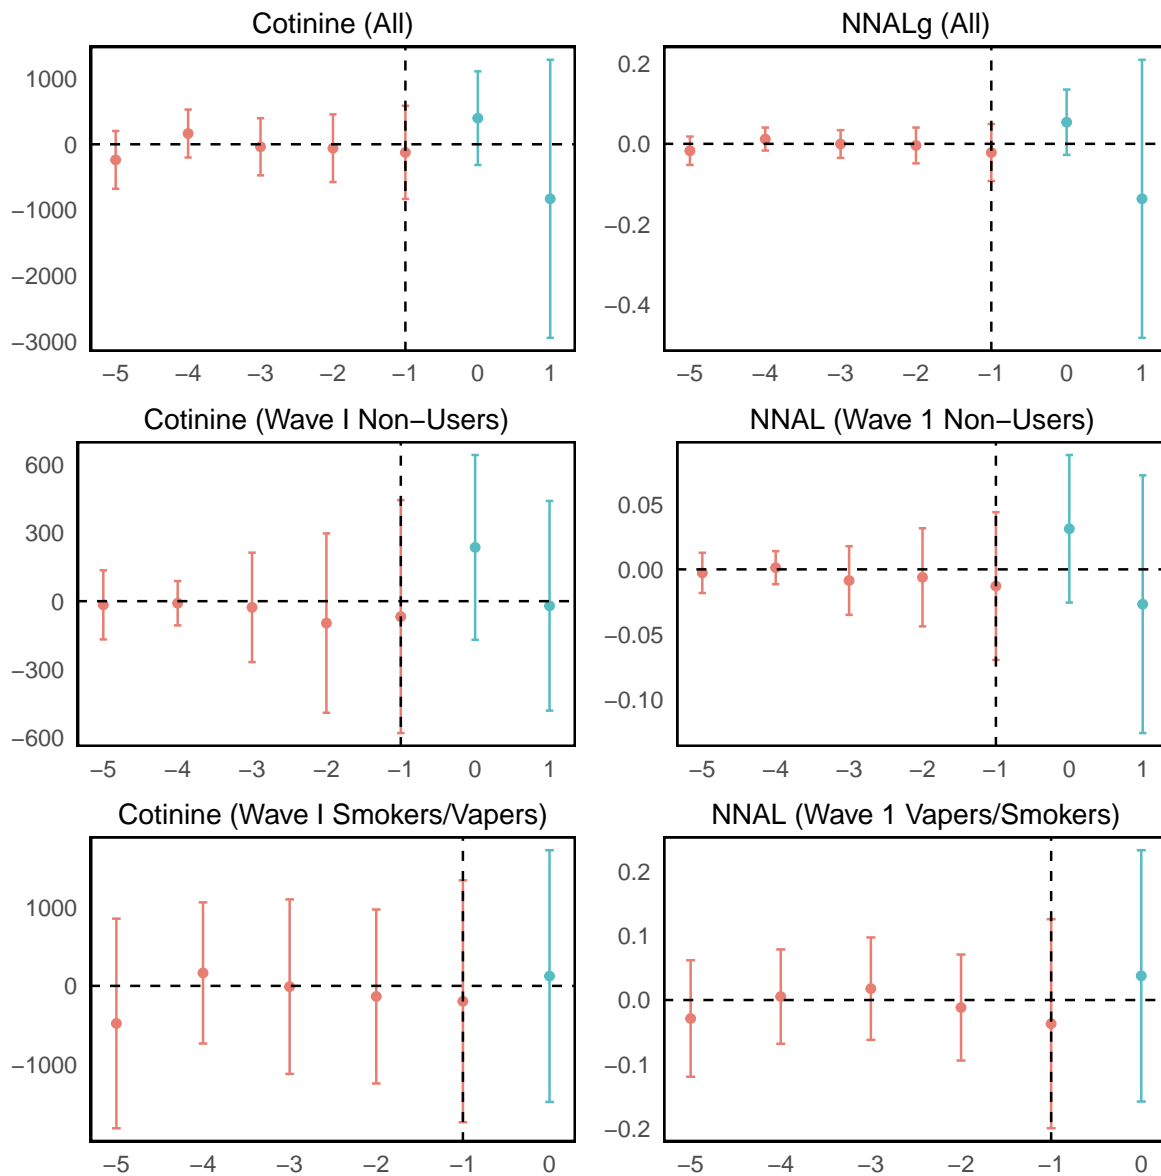 Cotinine (All)
1000
0
−1000
−2000
−3000
−5 −4 −3 −2 −1 0 1
NNALg (All)
0.2
0.0
−0.2
−0.4
−5 −4 −3 −2 −1 0 1
Cotinine (Wave I Non−Users)
600
300
0
−300
−600
−5 −4 −3 −2 −1 0 1
NNAL (Wave 1 Non−Users)
0.05
0.00
−0.05
−0.10
−5 −4 −3 −2 −1 0 1
Cotinine (Wave I Smokers/Vapers)
1000
0
−1000
−5 −4 −3 −2 −1 0
NNAL (Wave 1 Vapers/Smokers)
0.2
0.1
0.0
−0.1
−0.2
−5 −4 −3 −2 −1 0